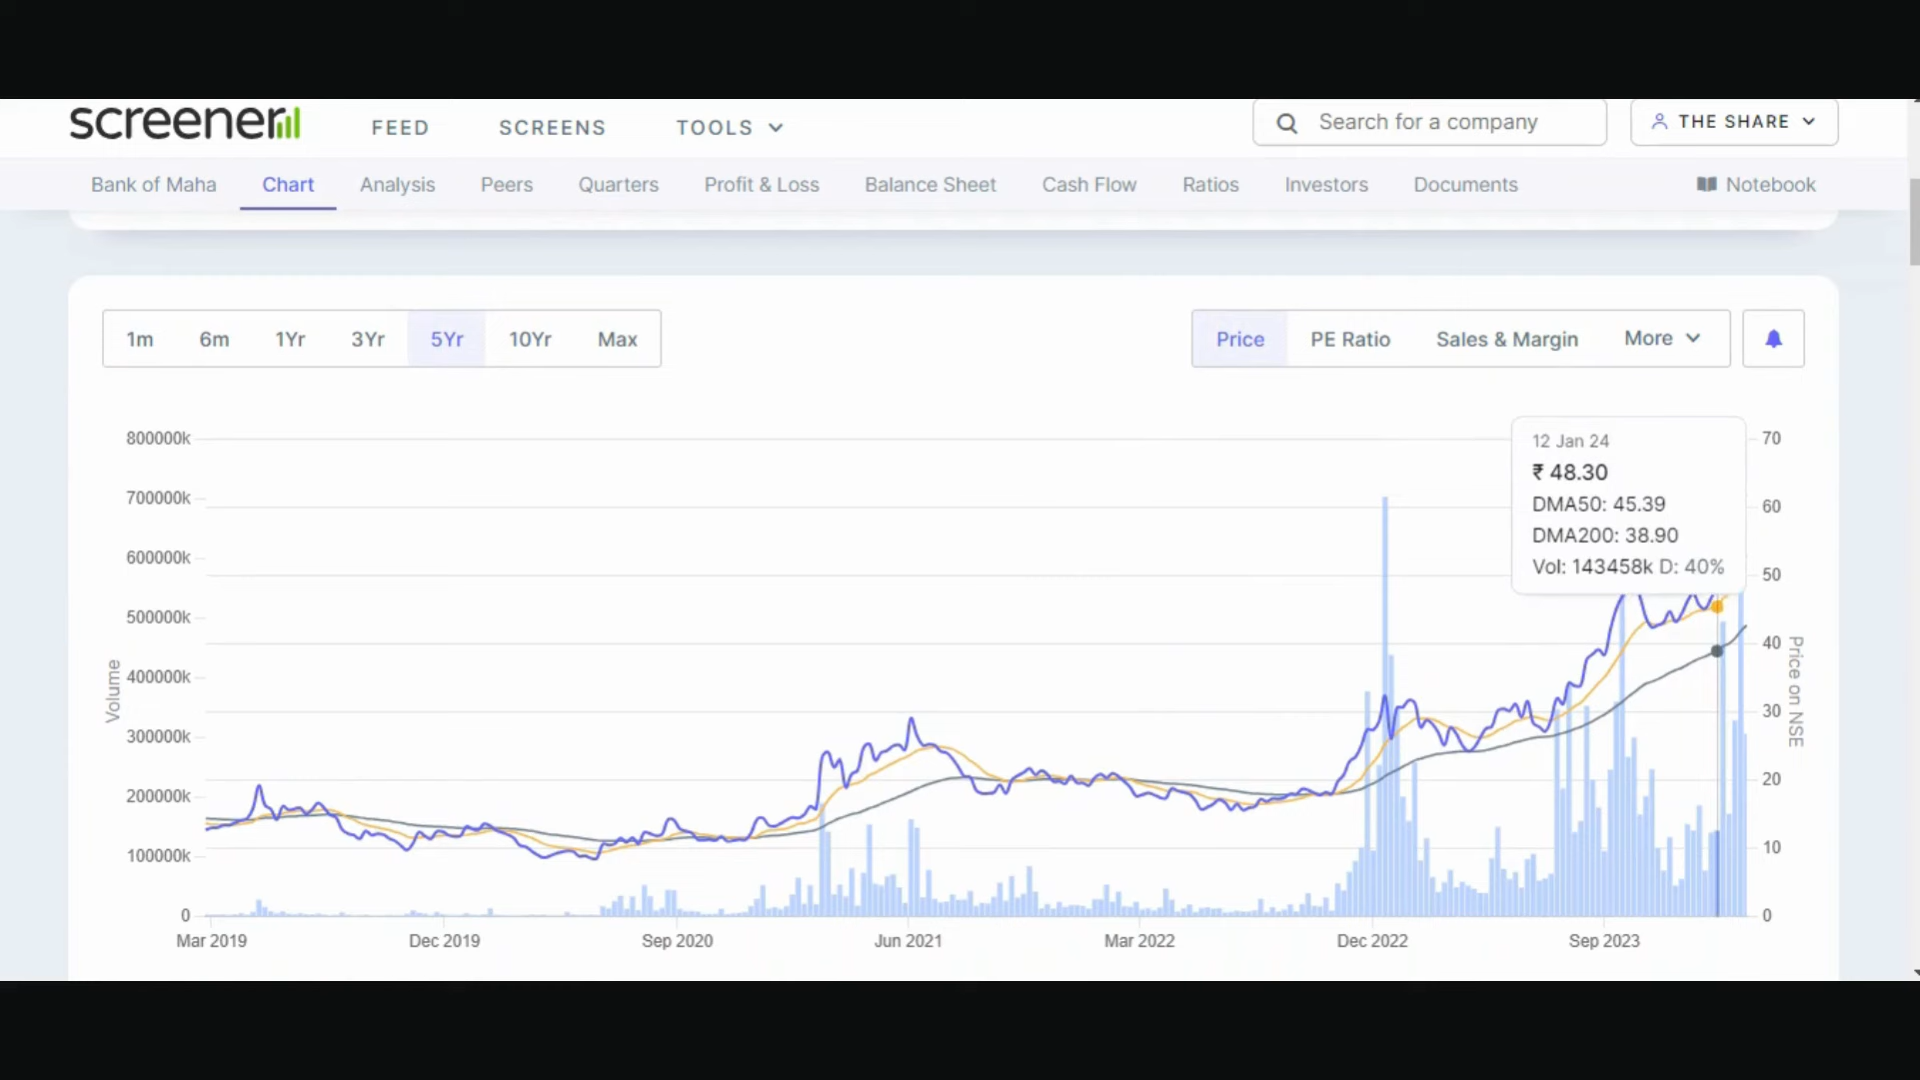 screener
FEED SCREENS TOOLS
Search for a company
THE SHARE
Bank of Maha Chart Analysis Peers Quarters Profit & Loss Balance Sheet Cash Flow Ratios Investors Documents Notebook
1m 6m 1Yr 3Yr 5Yr 10Yr Max
Price PE Ratio Sales & Margin More
12 Jan 24
₹ 48.30
DMA50: 45.39
DMA200: 38.90
Vol: 143458k D: 40%
800000k
700000k
600000k
500000k
400000k
300000k
200000k
100000k
0
Volume
70
60
50
40
30
20
10
0
Price on NSE
Mar 2019 Dec 2019 Sep 2020 Jun 2021 Mar 2022 Dec 2022 Sep 2023